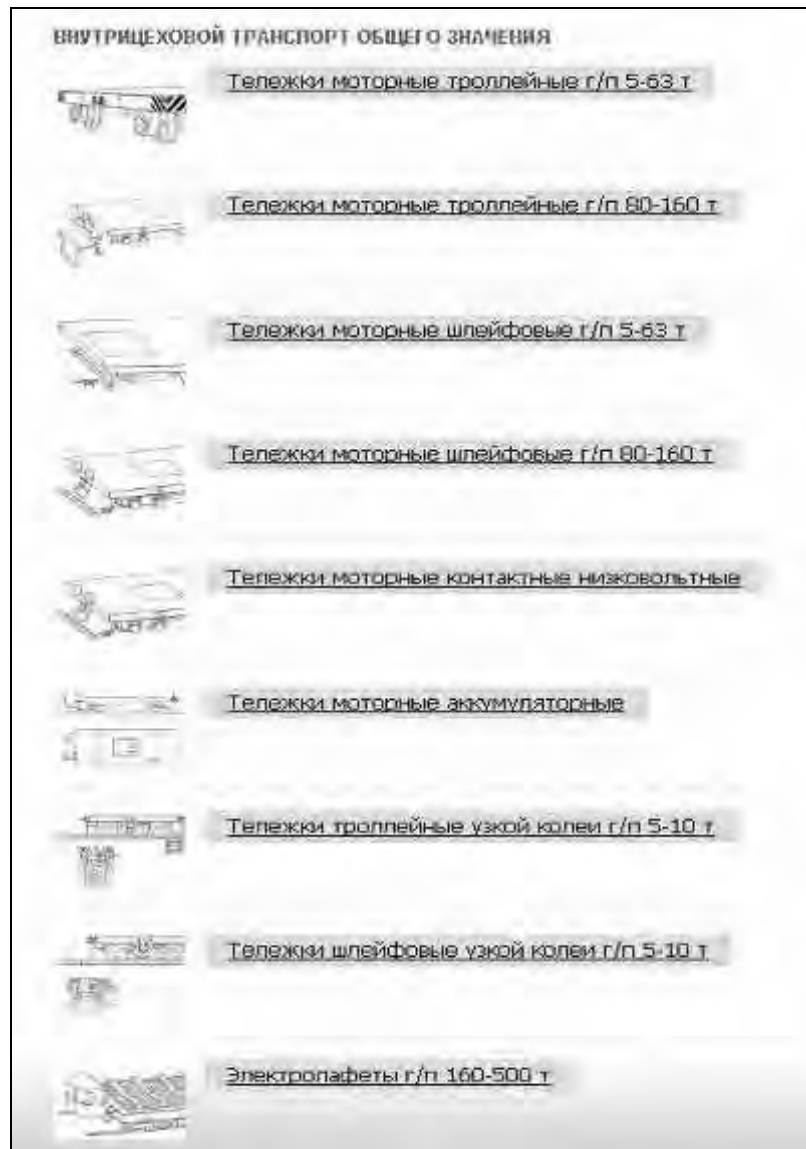 ВНУТРИЦЕХОВОЙ ТРАНСПОРТ ОБЩЕГО ЗНАЧЕНИЯ
Тележки моторные троллейные г/п 5-63 т
Тележки моторные троллейные г/п 80-160 т
Тележки моторные шлейфовые г/п 5-63 т
Тележки моторные шлейфовые г/п 80-160 т
Тележки моторные контактные низковольтные
Тележки моторные аккумуляторные
Тележки троллейные узкой колеи г/п 5-10 т
Тележки шлейфовые узкой колеи г/п 5-10 т
Электролафеты г/п 160-500 т